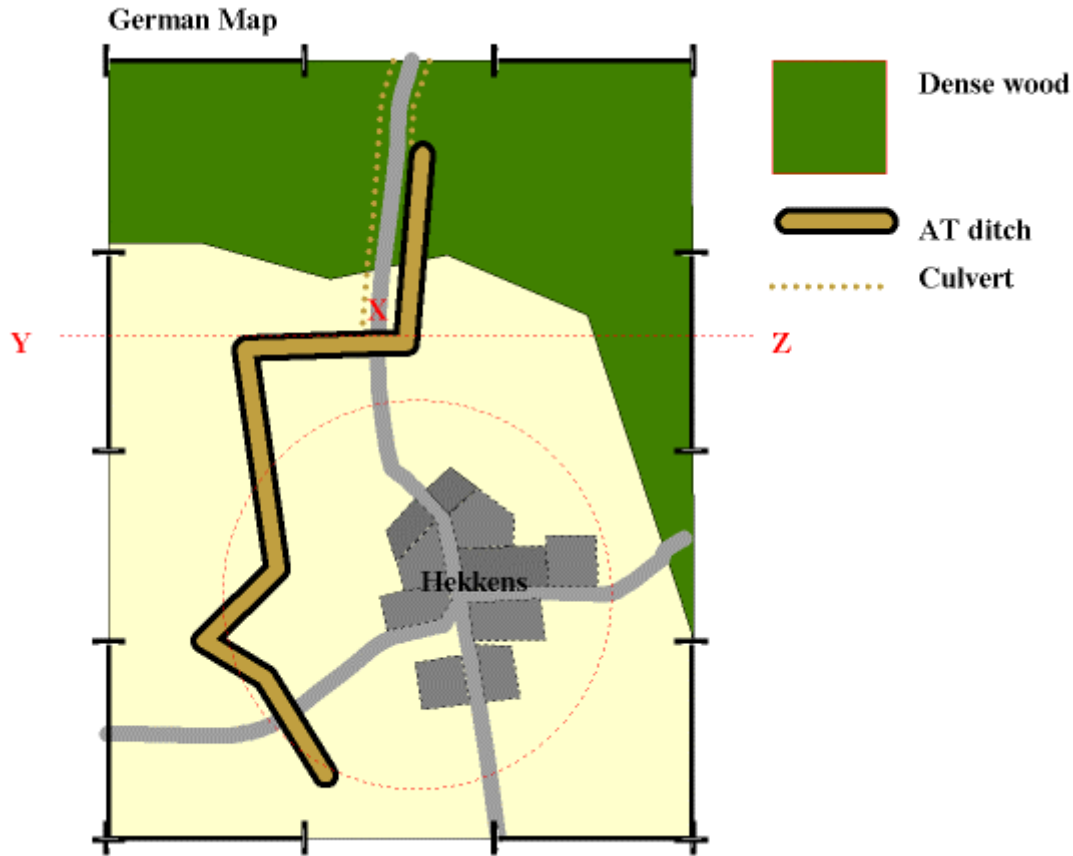 German Map
Dense wood
AT ditch
Culvert
X
Y
Z
Hekkens